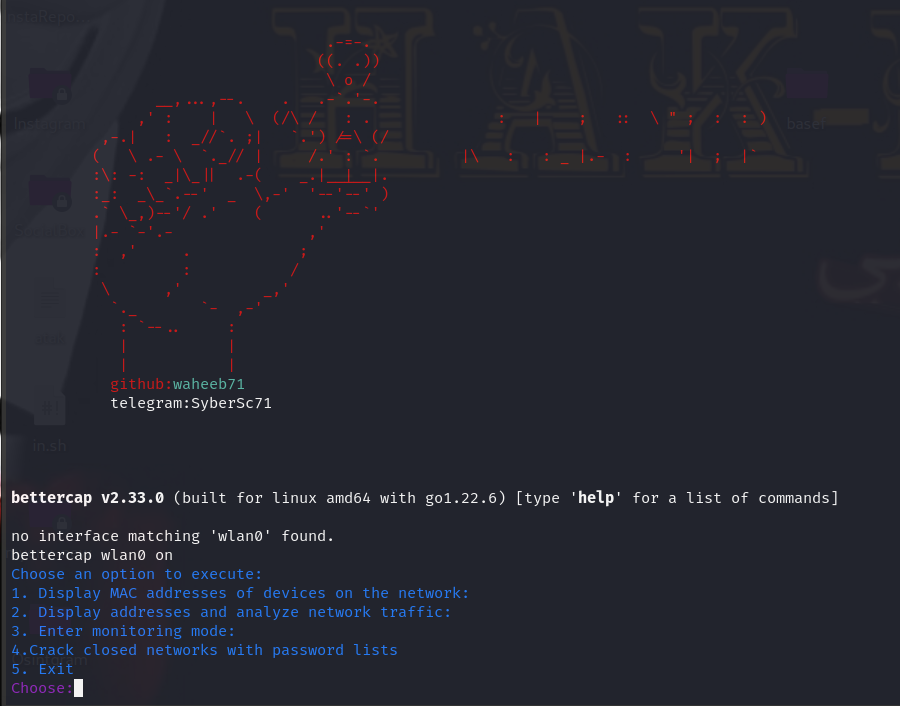 github:waheeb71
telegram:SyberSc71
bettercap v2.33.0 (built for linux amd64 with go1.22.6) [type 'help' for a list of commands]
no interface matching 'wlan0' found.
bettercap wlan0 on
Choose an option to execute:
1. Display MAC addresses of devices on the network:
2. Display addresses and analyze network traffic:
3. Enter monitoring mode:
4.Crack closed networks with password lists
5. Exit
Choose:
in.sh